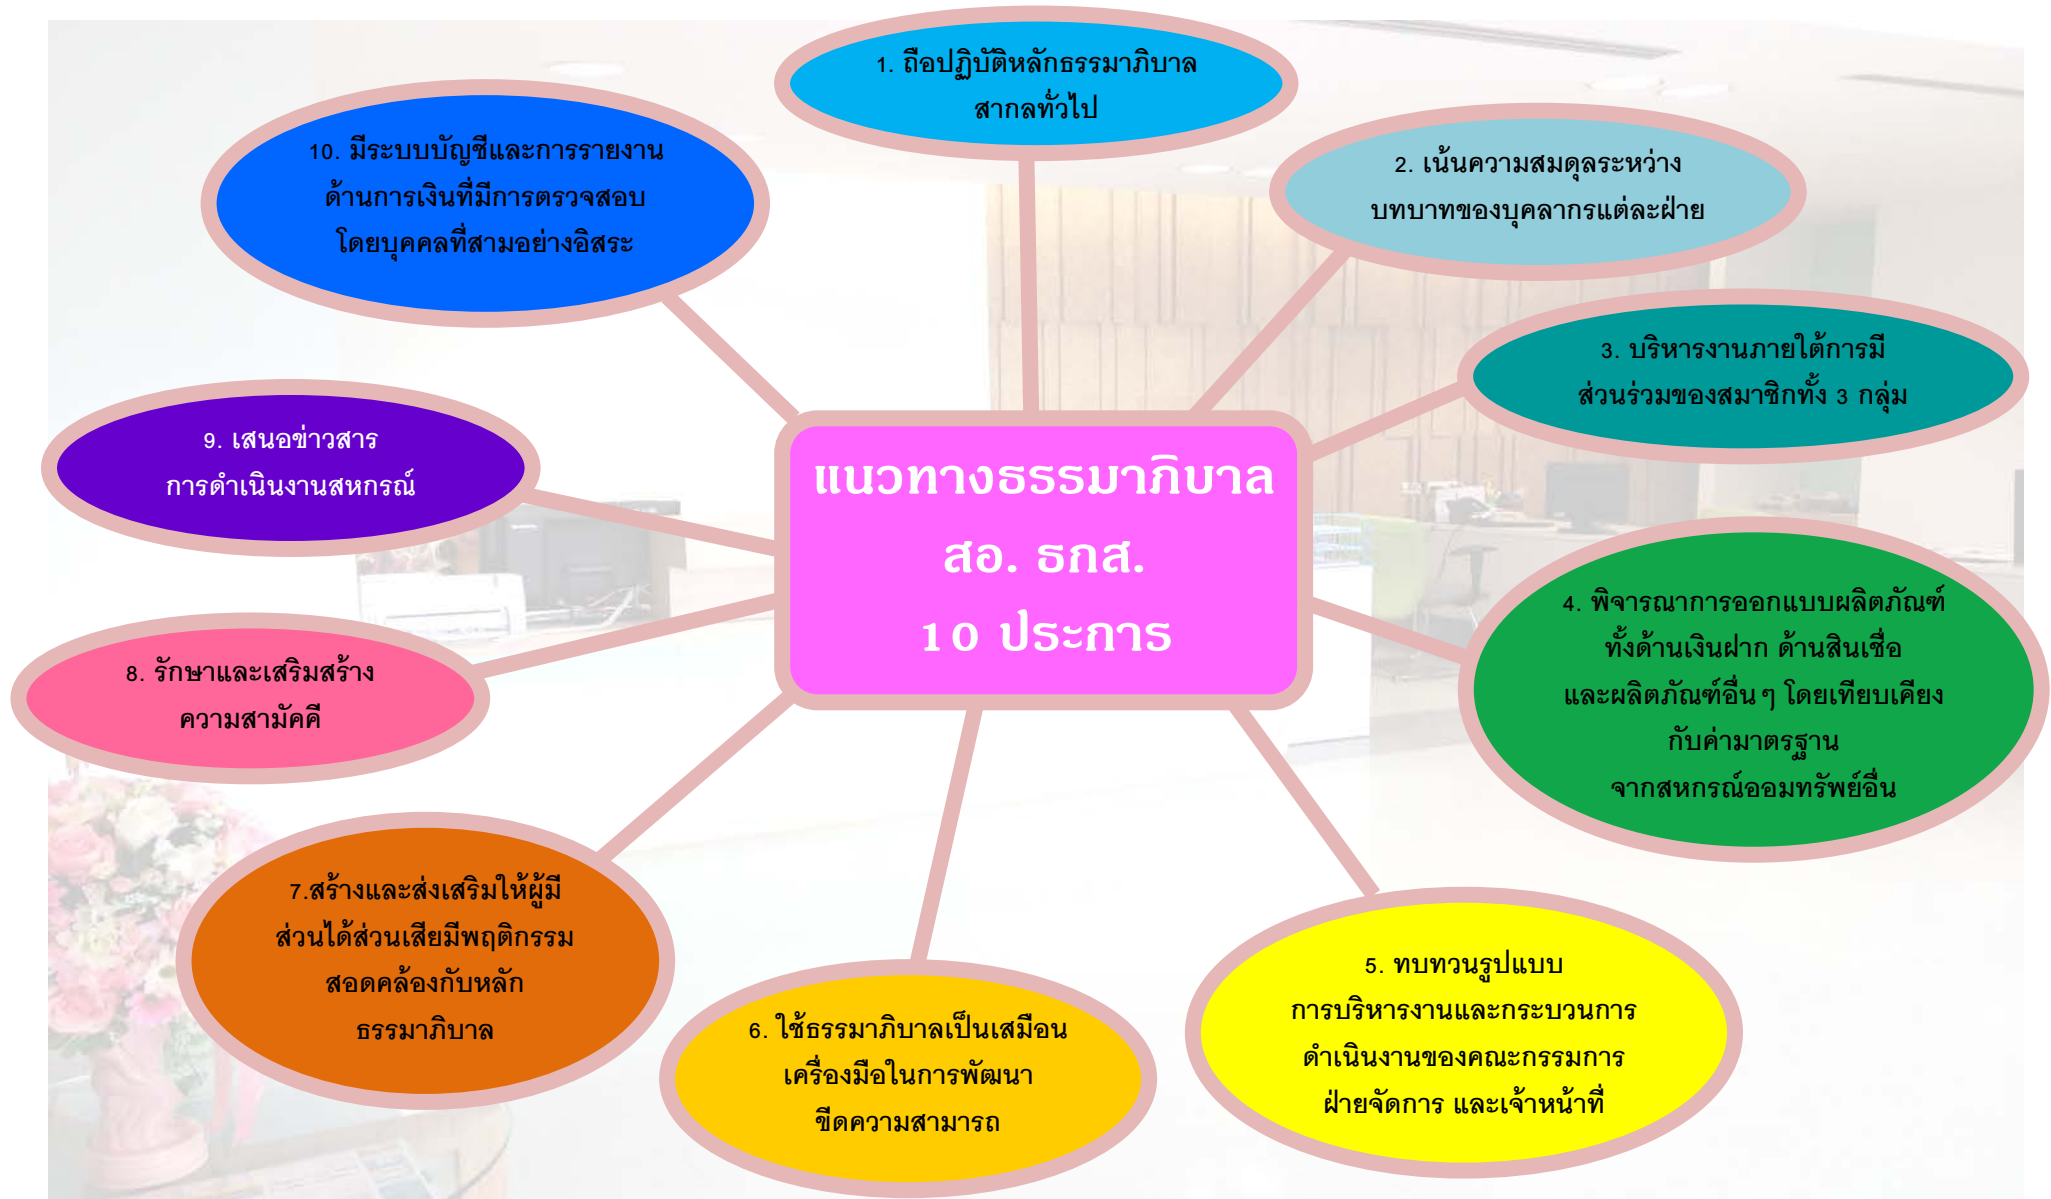 แนวทางธรรมาภิบาล
สอ. ธกส.
10 ประการ
1. ถือปฏิบัติหลักธรรมาภิบาล
สากลทั่วไป
2. เน้นความสมดุลระหว่าง
บทบาทของบุคลากรแต่ละฝ่าย
3. บริหารงานภายใต้การมี
ส่วนร่วมของสมาชิกทั้ง 3 กลุ่ม
4. พิจารณาการออกแบบผลิตภัณฑ์
ทั้งด้านเงินฝาก ด้านสินเชื่อ
และผลิตภัณฑ์อื่นๆ โดยเทียบเคียง
กับค่ามาตรฐาน
จากสหกรณ์ออมทรัพย์อื่น
5. ทบทวนรูปแบบ
การบริหารงานและกระบวนการ
ดำเนินงานของคณะกรรมการ
ฝ่ายจัดการ และเจ้าหน้าที่
6. ใช้ธรรมาภิบาลเป็นเสมือน
เครื่องมือในการพัฒนา
ขีดความสามารถ
7.สร้างและส่งเสริมให้ผู้มี
ส่วนได้ส่วนเสียมีพฤติกรรม
สอดคล้องกับหลัก
ธรรมาภิบาล
8. รักษาและเสริมสร้าง
ความสามัคคี
9. เสนอข่าวสาร
การดำเนินงานสหกรณ์
10. มีระบบบัญชีและการรายงาน
ด้านการเงินที่มีการตรวจสอบ
โดยบุคคลที่สามอย่างอิสระ